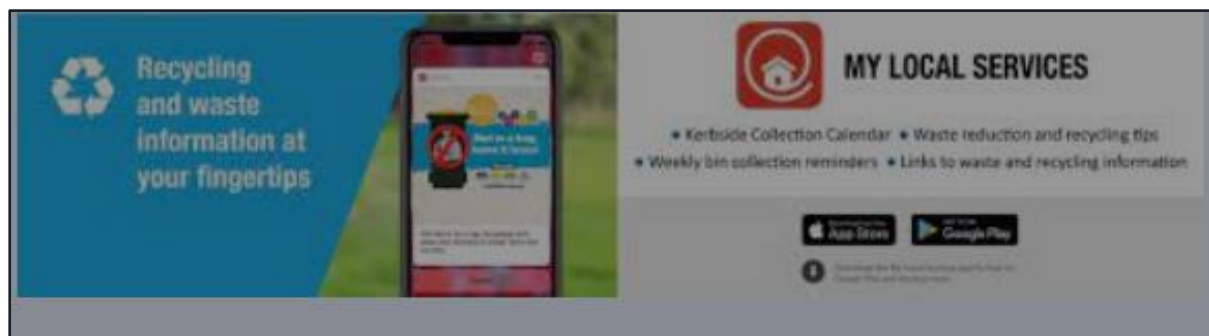 Recycling
and waste
information at
your fingertips
MY LOCAL SERVICES
• Kerbside Collection Calendar • Waste reduction and recycling tips
• Weekly bin collection reminders • Links to waste and recycling information
App Store
Google Play